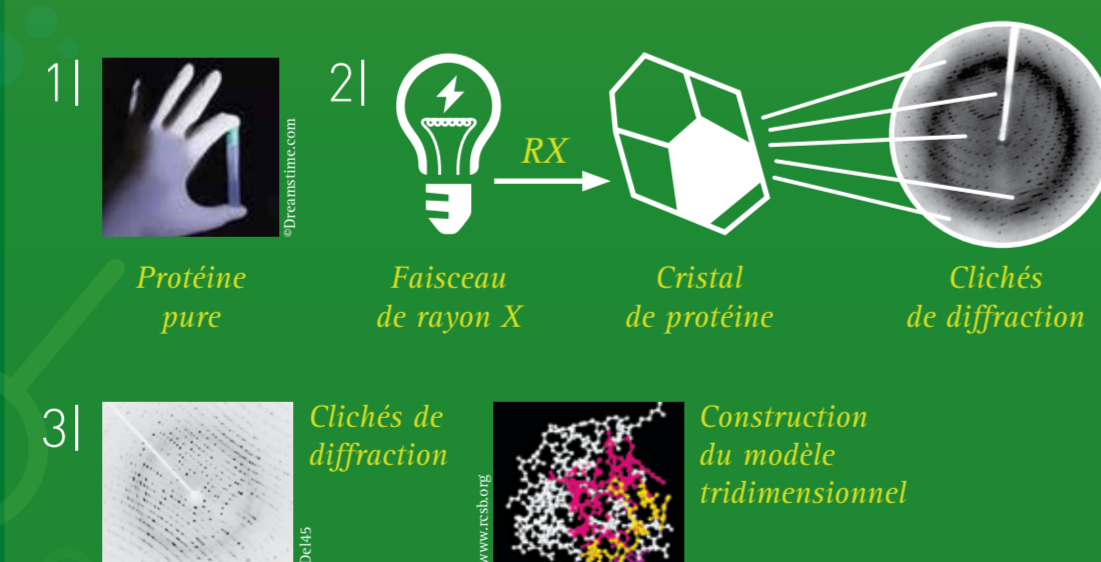 1|
©Dreamstime.com
2|
RX
Protéine
pure
Faisceau
de rayon X
Cristal
de protéine
Clichés
de diffraction
3|
Clichés de
diffraction
Del45
www.rcsb.org
Construction
du modèle
tridimensionnel